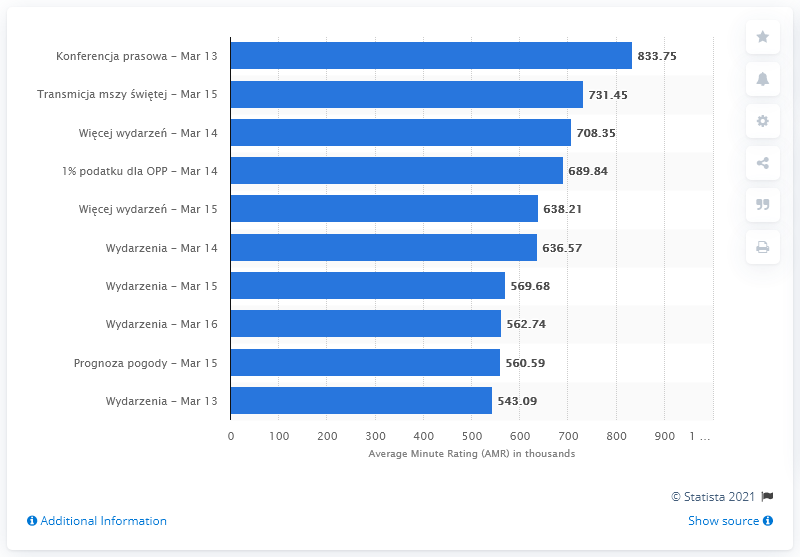 Konferencja prasowa – Mar 13 833.75
Transmicja mszy świętej – Mar 15 731.45
Więcej wydarzeń – Mar 14 708.35
1% podatku dla OPP – Mar 14 689.84
Więcej wydarzeń – Mar 15 638.21
Wydarzenia – Mar 14 636.57
Wydarzenia – Mar 15 569.68
Wydarzenia – Mar 16 562.74
Prognoza pogody – Mar 15 560.59
Wydarzenia – Mar 13 543.09
0 100 200 300 400 500 600 700 800 900 1 ...
Average Minute Rating (AMR) in thousands
© Statista 2021
Additional Information Show source